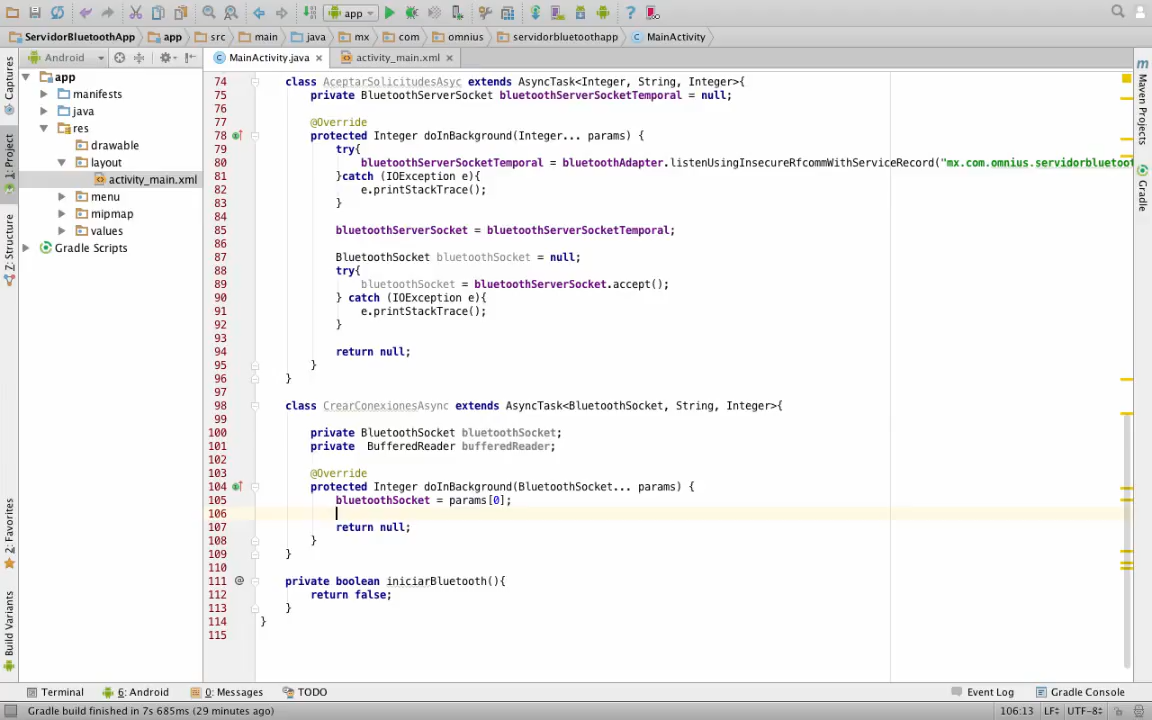 app
ServidorBluetoothApp app src main java mx com omnius servidorbluetoothapp MainActivity
Android
MainActivity.java
activity_main.xml
Captures
1: Project
7: Structure
2: Favorites
Build Variants
app
manifests
java
res
drawable
layout
activity_main.xml
menu
mipmap
values
Gradle Scripts
74 class AceptarSolicitudesAsyc extends AsyncTask<Integer, String, Integer>{
75 private BluetoothServerSocket bluetoothServerSocketTemporal = null;
76
77 @Override
78 protected Integer doInBackground(Integer... params) {
79 try{
80 bluetoothServerSocketTemporal = bluetoothAdapter.listenUsingInsecureRfcommWithServiceRecord("mx.com.omnius.servidorbluetoot
81 }catch (IOException e){
82 e.printStackTrace();
83 }
84
85 bluetoothServerSocket = bluetoothServerSocketTemporal;
86
87 BluetoothSocket bluetoothSocket = null;
88 try{
89 bluetoothSocket = bluetoothServerSocket.accept();
90 } catch (IOException e){
91 e.printStackTrace();
92 }
93
94 return null;
95 }
96 }
97
98 class CrearConexionesAsync extends AsyncTask<BluetoothSocket, String, Integer>{
99
100 private BluetoothSocket bluetoothSocket;
101 private BufferedReader bufferedReader;
102
103 @Override
104 protected Integer doInBackground(BluetoothSocket... params) {
105 bluetoothSocket = params[0];
106
107 return null;
108 }
109 }
110
111 private boolean iniciarBluetooth(){
112 return false;
113 }
114 }
115
m Maven Projects
Gradle
Terminal 6: Android 0: Messages TODO Event Log Gradle Console
Gradle build finished in 7s 685ms (29 minutes ago) 106:13 LF UTF-8